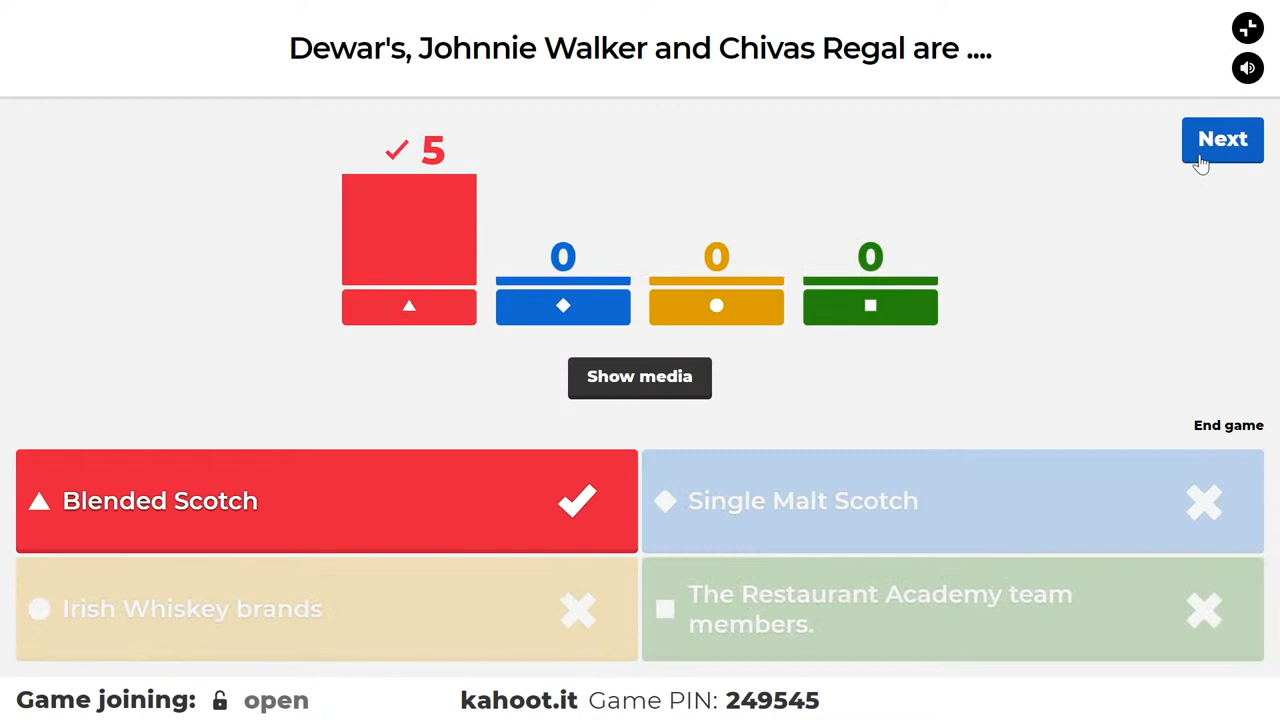 Dewar's, Johnnie Walker and Chivas Regal are ....
Next
5
0
0
0
Show media
End game
Blended Scotch
Single Malt Scotch
Irish Whiskey brands
The Restaurant Academy team
members.
Game joining: open
kahoot.it Game PIN: 249545